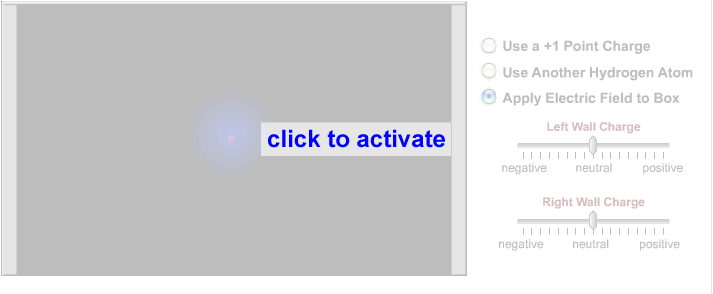 click to activate
Use a +1 Point Charge
Use Another Hydrogen Atom
Apply Electric Field to Box
Left Wall Charge
negative neutral positive
Right Wall Charge
negative neutral positive